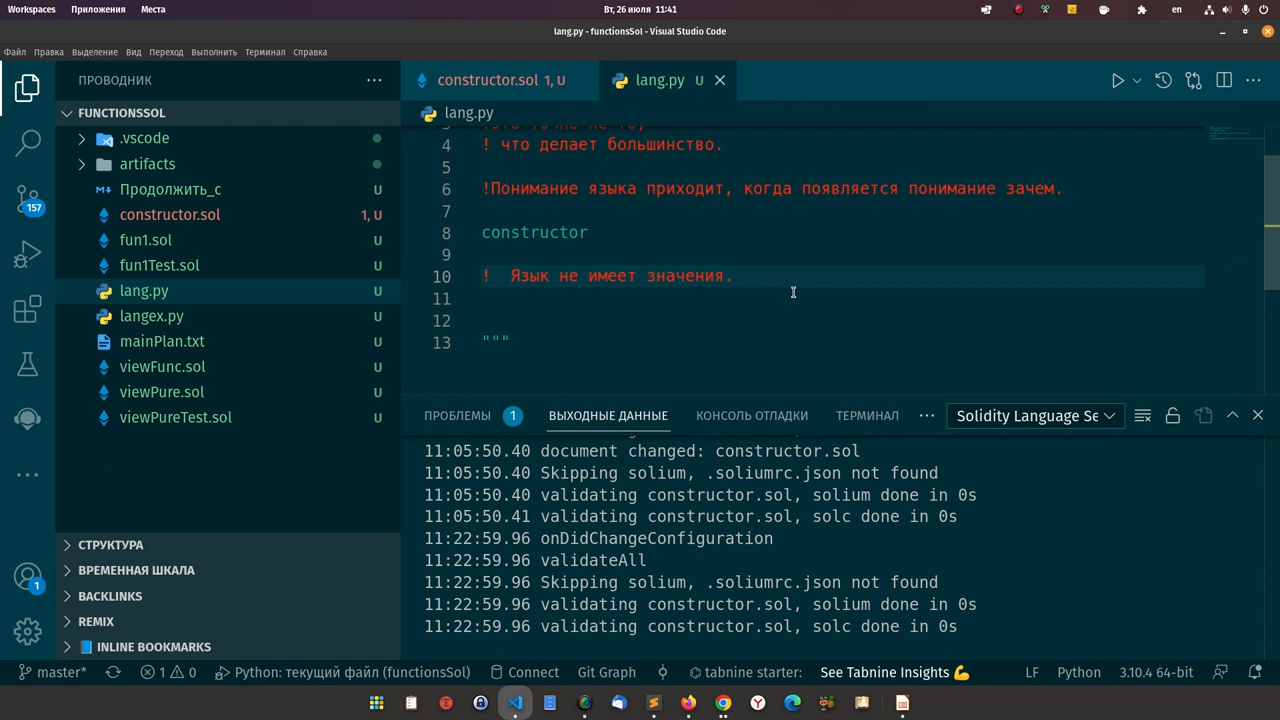 Workspaces Приложения Места Вт, 26 июля 11:41 en
lang.py - functionsSol - Visual Studio Code
Файл Правка Выделение Вид Переход Выполнить Терминал Справка
ПРОВОДНИК
constructor.sol 1, U
lang.py U
FUNCTIONSSOL
lang.py
.vscode
artifacts
Продолжить_с U
constructor.sol 1, U
fun1.sol U
fun1Test.sol U
lang.py U
langex.py U
mainPlan.txt U
viewFunc.sol U
viewPure.sol U
viewPureTest.sol U
157
4 ! что делает большинство.
5
6 !Понимание языка приходит, когда появляется понимание зачем.
7
8 constructor
9
10 ! Язык не имеет значения.
11
12
13 """
ПРОБЛЕМЫ 1 ВЫХОДНЫЕ ДАННЫЕ КОНСОЛЬ ОТЛАДКИ ТЕРМИНАЛ Solidity Language Se
11:05:50.40 document changed: constructor.sol
11:05:50.40 Skipping solium, .soliumrc.json not found
11:05:50.40 validating constructor.sol, solium done in 0s
11:05:50.41 validating constructor.sol, solc done in 0s
11:22:59.96 onDidChangeConfiguration
11:22:59.96 validateAll
11:22:59.96 Skipping solium, .soliumrc.json not found
11:22:59.96 validating constructor.sol, solium done in 0s
11:22:59.96 validating constructor.sol, solc done in 0s
СТРУКТУРА
ВРЕМЕННАЯ ШКАЛА
BACKLINKS
REMIX
INLINE BOOKMARKS
1
master* 1 0 Python: текущий файл (functionsSol) Connect Git Graph tabnine starter: See Tabnine Insights 💪 LF Python 3.10.4 64-bit